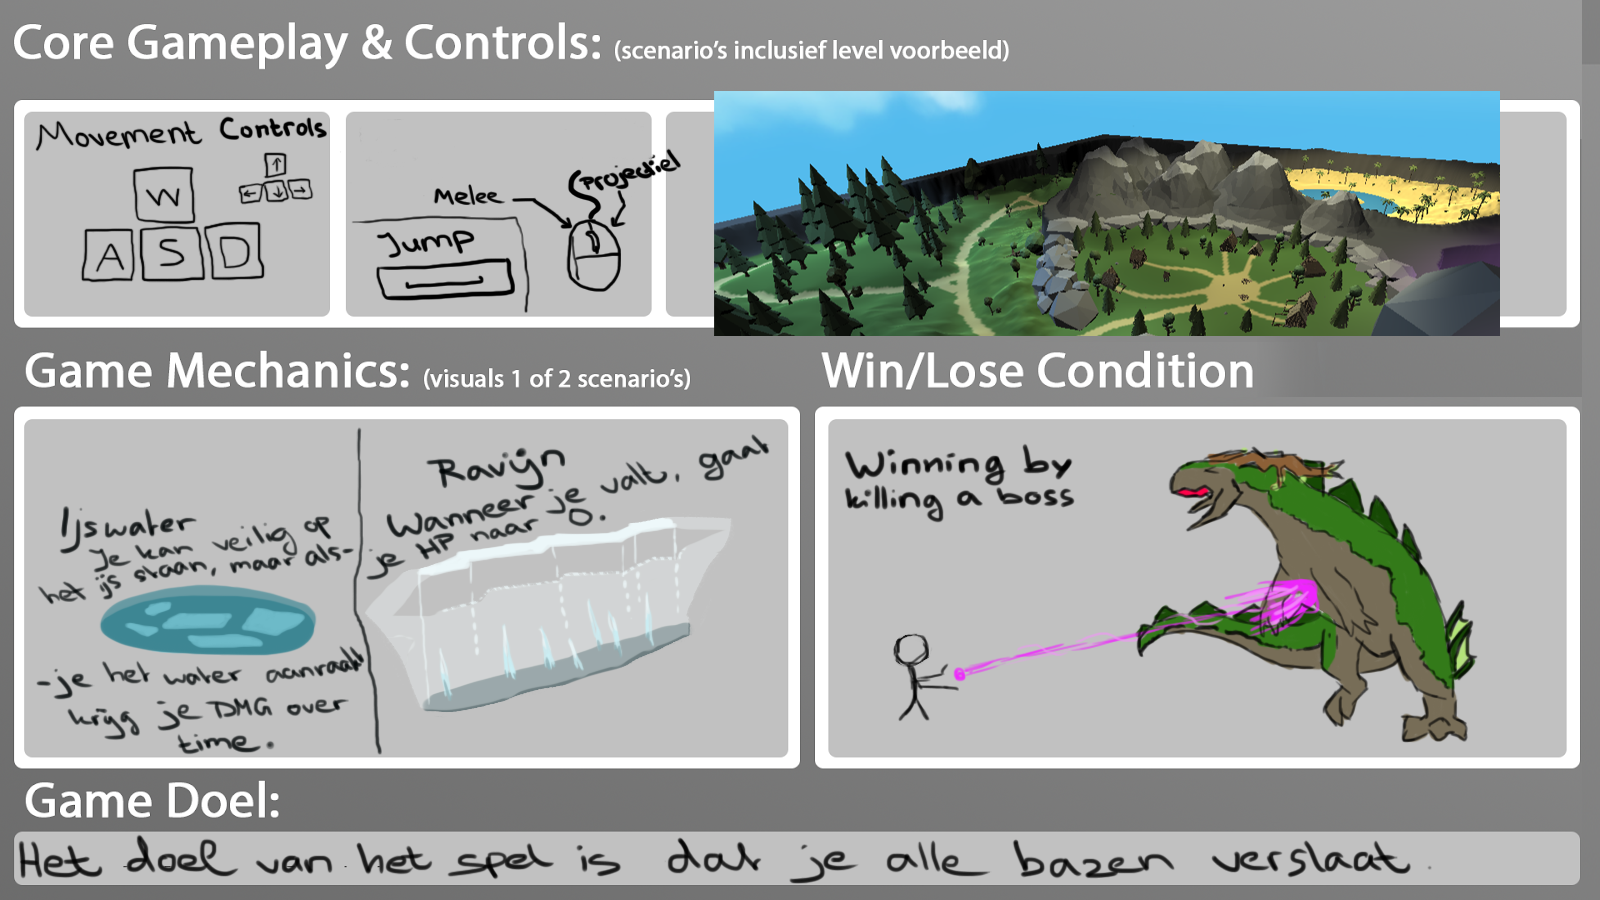 Core Gameplay & Controls: (scenario's inclusief level voorbeeld)
Movement Controls
W
A S D
Melee
Projectiel
Jump
Game Mechanics: (visuals 1 of 2 scenario's)
Win/Lose Condition
Ijswater
Je kan veilig op
het ijs staan, maar als-
-je het water aanraakt
krijg je DMG over
time.
Ravijn
Wanneer je valt, gaat
je HP naar 0.
Winning by
killing a boss
Game Doel:
Het doel van het spel is dat je alle bazen verslaat.